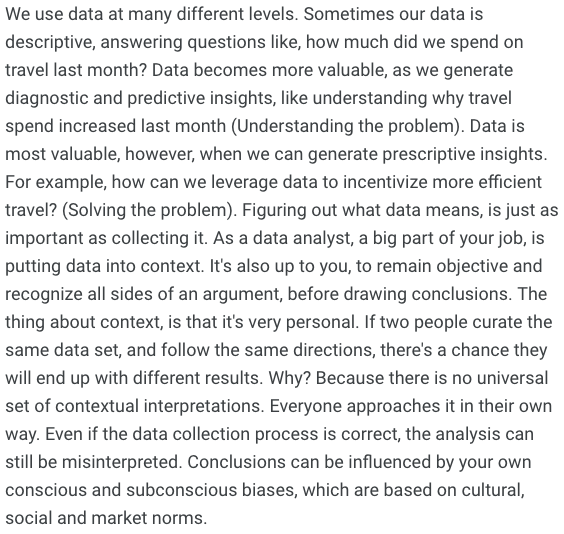 We use data at many different levels. Sometimes our data is
descriptive, answering questions like, how much did we spend on
travel last month? Data becomes more valuable, as we generate
diagnostic and predictive insights, like understanding why travel
spend increased last month (Understanding the problem). Data is
most valuable, however, when we can generate prescriptive insights.
For example, how can we leverage data to incentivize more efficient
travel? (Solving the problem). Figuring out what data means, is just as
important as collecting it. As a data analyst, a big part of your job, is
putting data into context. It's also up to you, to remain objective and
recognize all sides of an argument, before drawing conclusions. The
thing about context, is that it's very personal. If two people curate the
same data set, and follow the same directions, there's a chance they
will end up with different results. Why? Because there is no universal
set of contextual interpretations. Everyone approaches it in their own
way. Even if the data collection process is correct, the analysis can
still be misinterpreted. Conclusions can be influenced by your own
conscious and subconscious biases, which are based on cultural,
social and market norms.